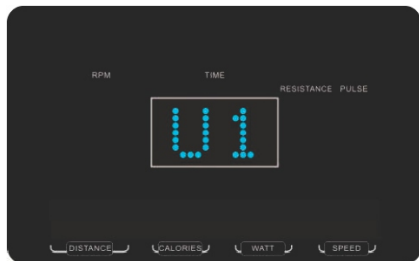 RPM TIME
RESISTANCE PULSE
U1
DISTANCE CALORIES WATT SPEED